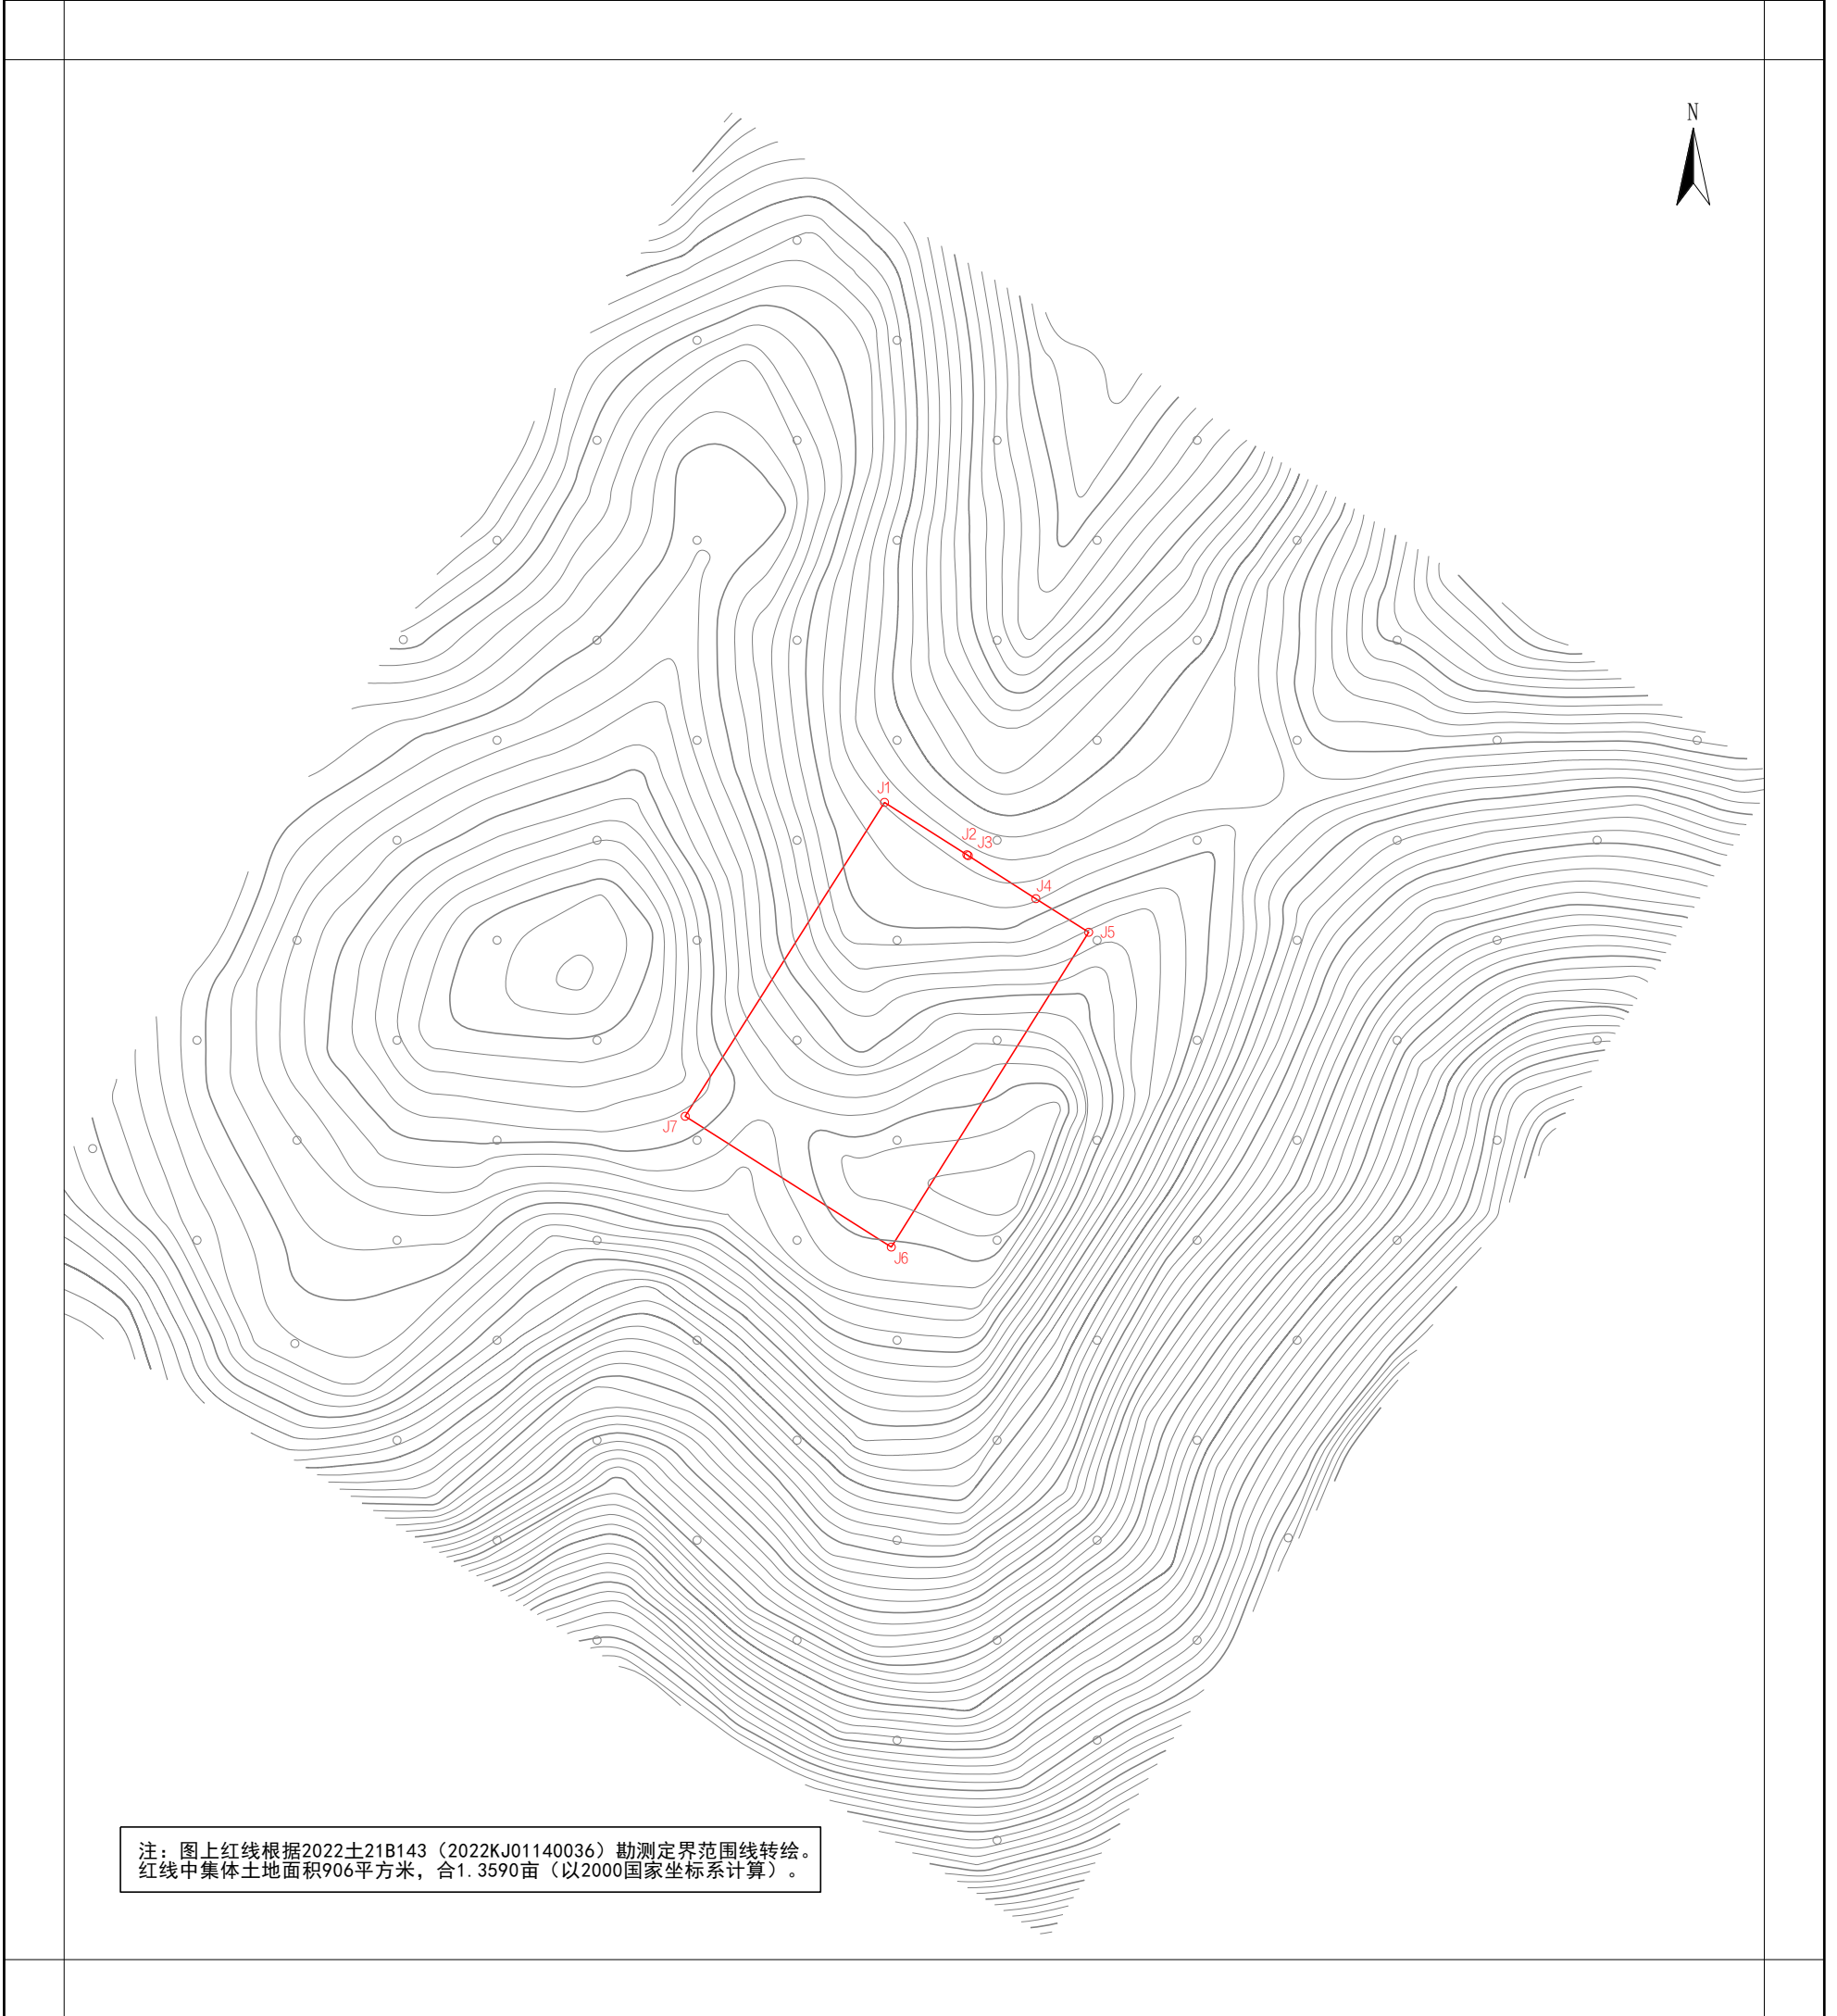 N
J1
J2
J3
J4
J5
J7
J6
注：图上红线根据2022土21B143（2022KJ01140036）勘测定界范围线转绘。
红线中集体土地面积906平方米，合1.3590亩（以2000国家坐标系计算）。